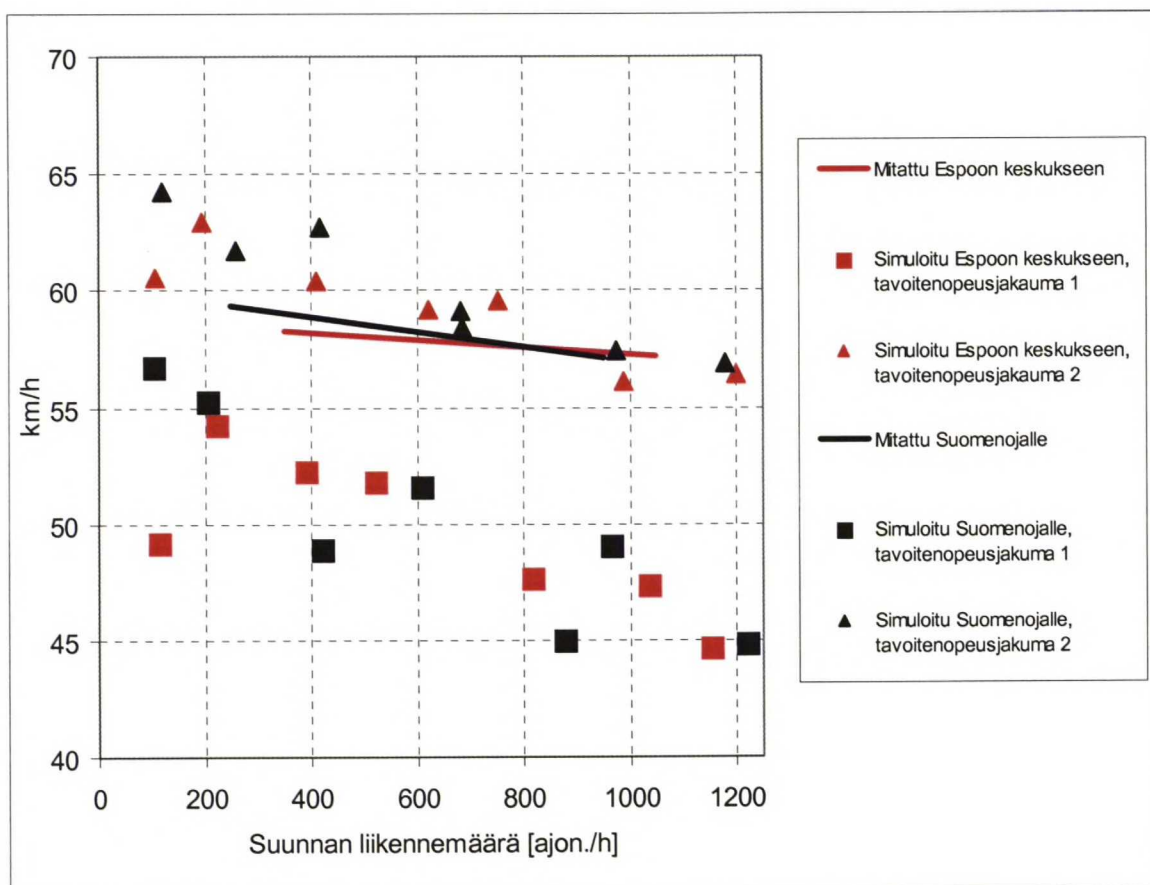 70
65
60
55
50
45
40
km/h
0 200 400 600 800 1000 1200
Suunnan liikennemäärä [ajon./h]
Mitattu Espoon keskukseen
Simuloitu Espoon keskukseen,
tavoitenopeusjakauma 1
Simuloitu Espoon keskukseen,
tavoitenopeusjakauma 2
Mitattu Suomenojalle
Simuloitu Suomenojalle,
tavoitenopeusjakuma 1
Simuloitu Suomenojalle,
tavoitenopeusjakuma 2